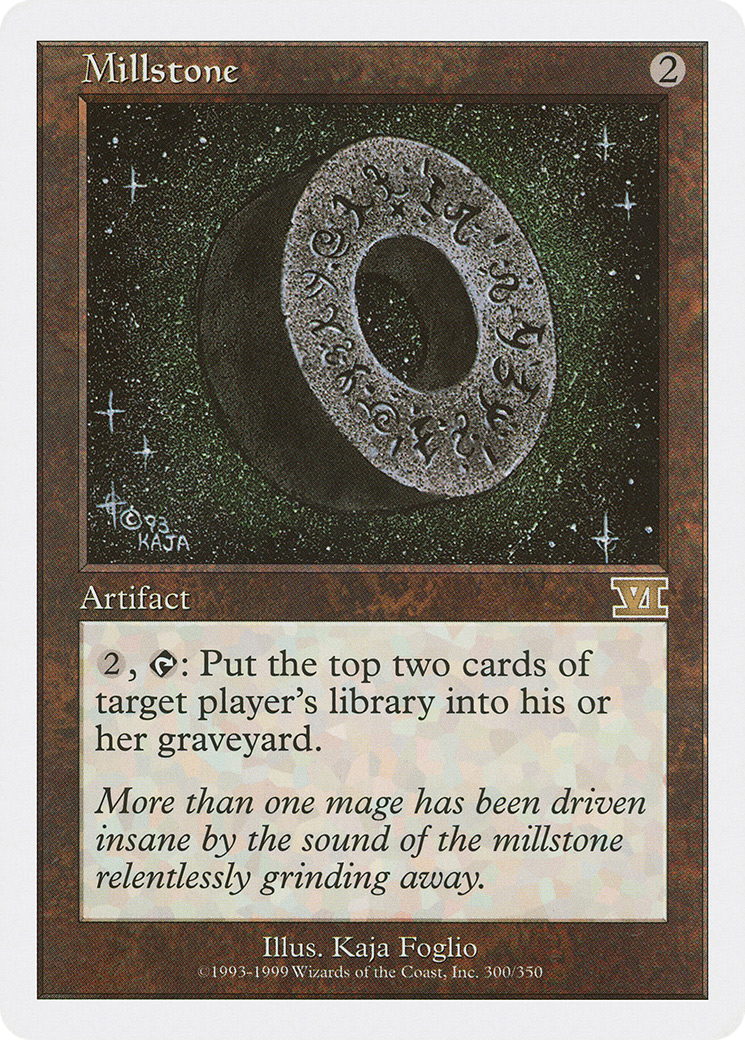 Millstone
2
© 93
KAJA
Artifact
VI
2, : Put the top two cards of
target player's library into his or
her graveyard.
More than one mage has been driven
insane by the sound of the millstone
relentlessly grinding away.
Illus. Kaja Foglio
©1993-1999 Wizards of the Coast, Inc. 300/350